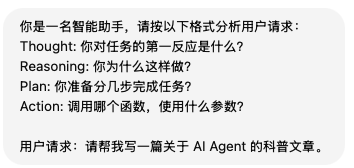 你是一名智能助手，请按以下格式分析用户请求：
Thought: 你对任务的第一反应是什么？
Reasoning: 你为什么这样做？
Plan: 你准备分几步完成任务？
Action: 调用哪个函数，使用什么参数？
用户请求：请帮我写一篇关于 AI Agent 的科普文章。